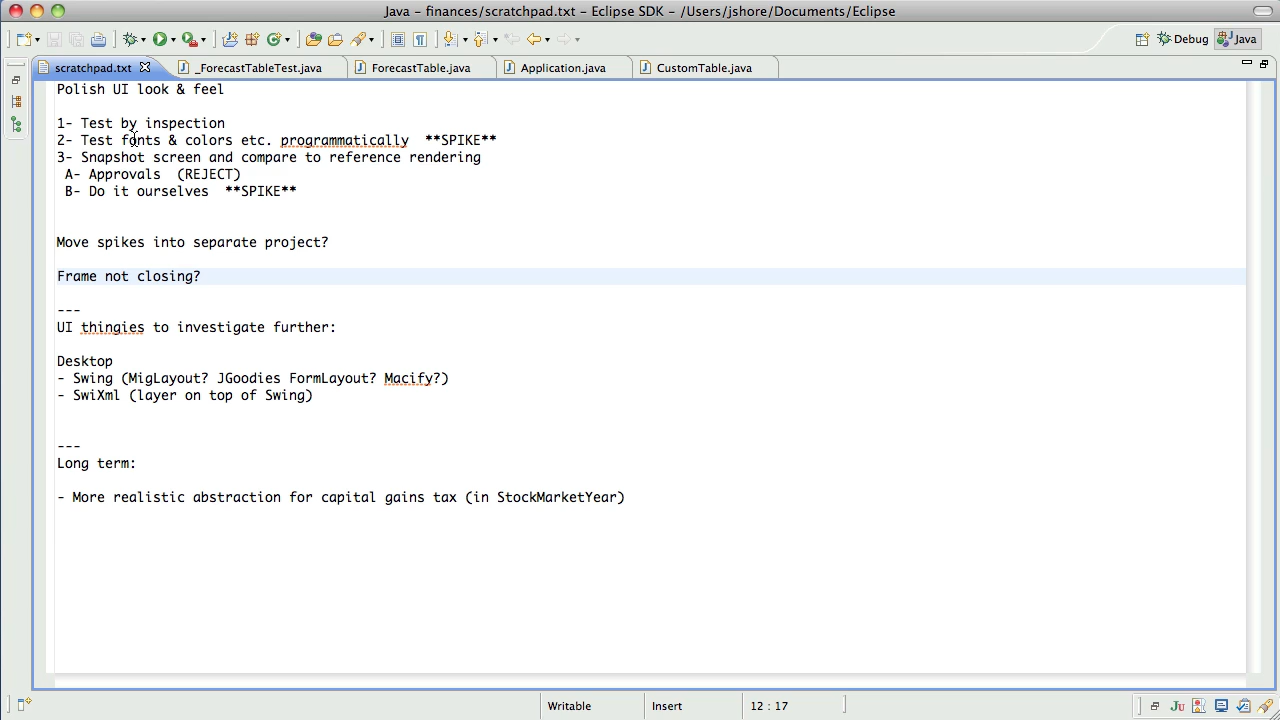 Java – finances/scratchpad.txt – Eclipse SDK – /Users/jshore/Documents/Eclipse
Debug
Java
scratchpad.txt
_ForecastTableTest.java
ForecastTable.java
Application.java
CustomTable.java
Polish UI look & feel
1- Test by inspection
2- Test fonts & colors etc. programmatically  **SPIKE**
3- Snapshot screen and compare to reference rendering
A- Approvals  (REJECT)
B- Do it ourselves  **SPIKE**
Move spikes into separate project?
Frame not closing?
---
UI thingies to investigate further:
Desktop
- Swing (MigLayout? JGoodies FormLayout? Macify?)
- SwiXml (layer on top of Swing)
---
Long term:
- More realistic abstraction for capital gains tax (in StockMarketYear)
Writable
Insert
12 : 17